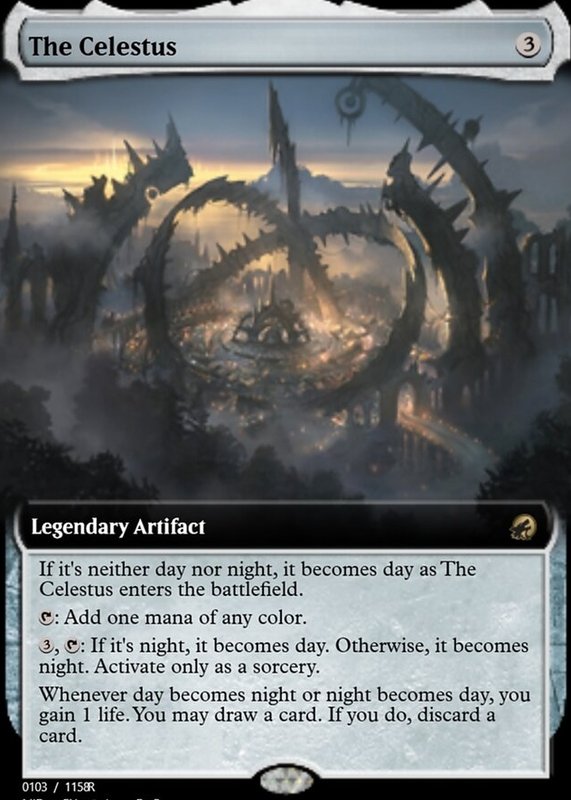 The Celestus 3
Legendary Artifact
If it's neither day nor night, it becomes day as The
Celestus enters the battlefield.
: Add one mana of any color.
3, : If it's night, it becomes day. Otherwise, it becomes
night. Activate only as a sorcery.
Whenever day becomes night or night becomes day, you
gain 1 life. You may draw a card. If you do, discard a
card.
0103 / 1158R